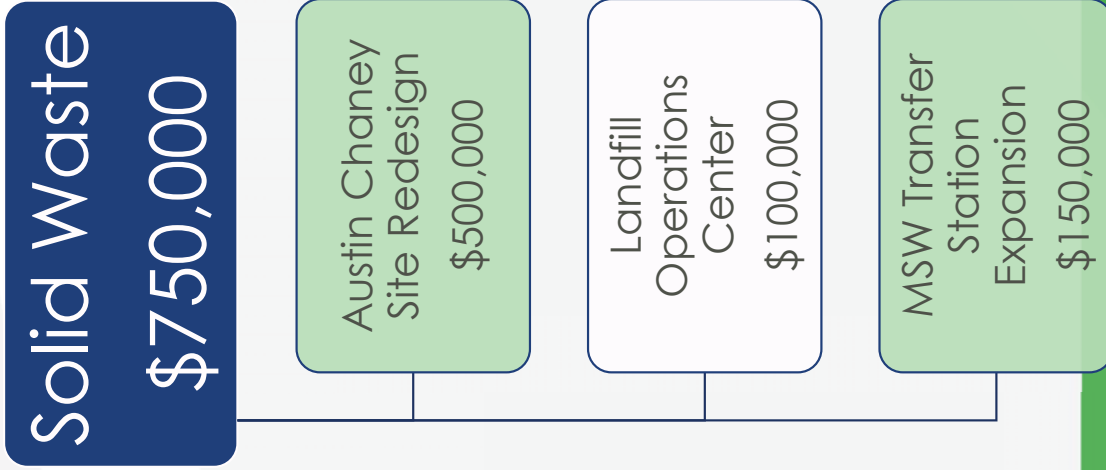 Solid Waste
$750,000
Austin Chaney
Site Redesign
$500,000
Landfill
Operations
Center
$100,000
MSW Transfer
Station
Expansion
$150,000